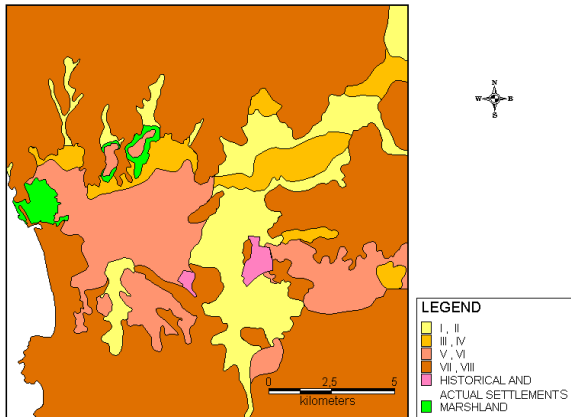 N
W E
S
LEGEND
I , II
III , IV
V , VI
VII , VIII
HISTORICAL AND
ACTUAL SETTLEMENTS
MARSHLAND
0 2,5 5
kilometers